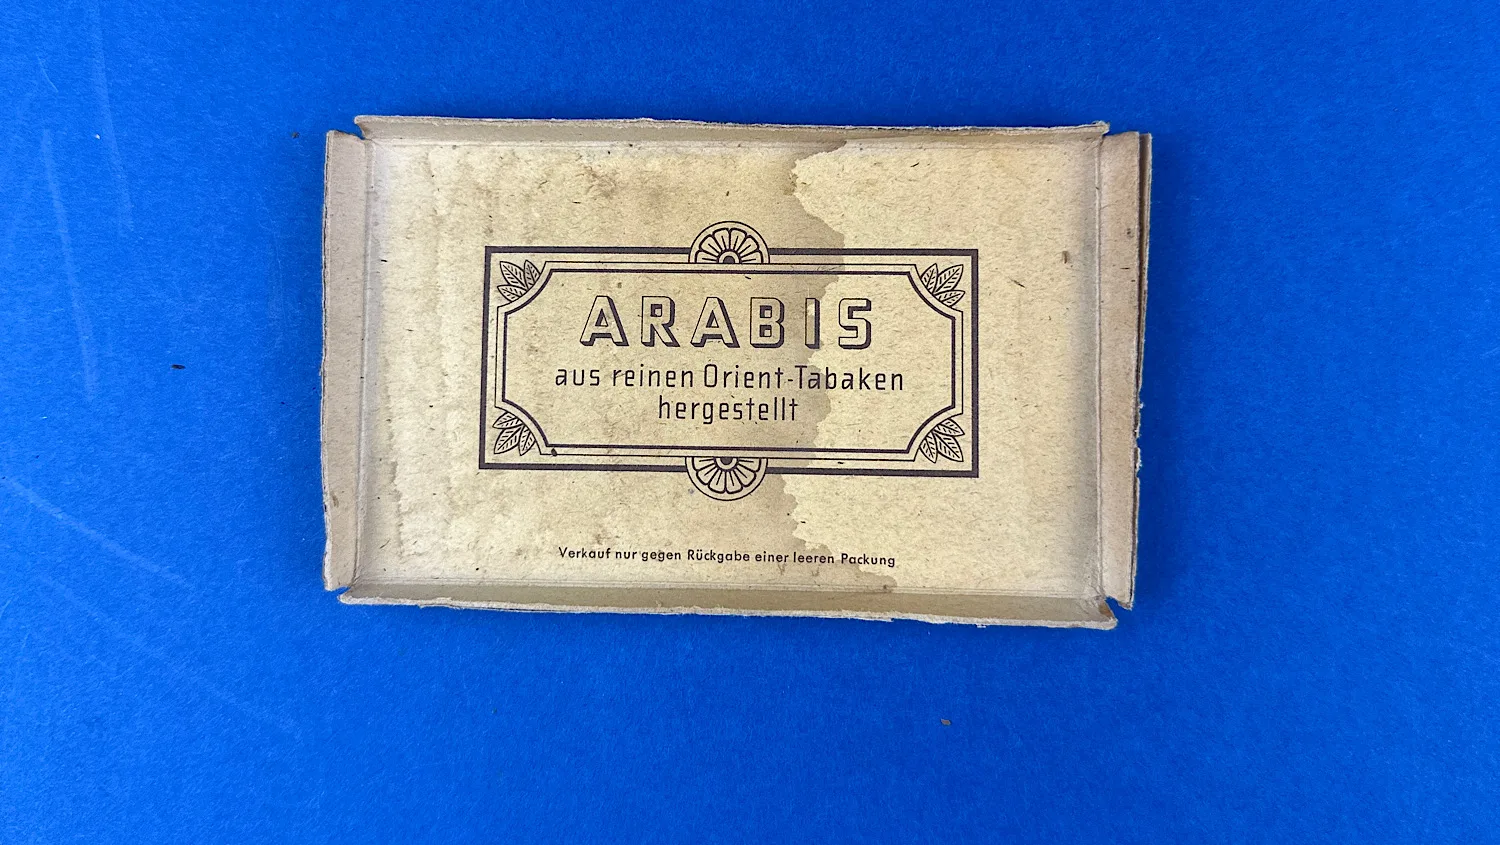 ARABIS
aus reinen Orient-Tabaken
hergestellt
Verkauf nur gegen Rückgabe einer leeren Packung